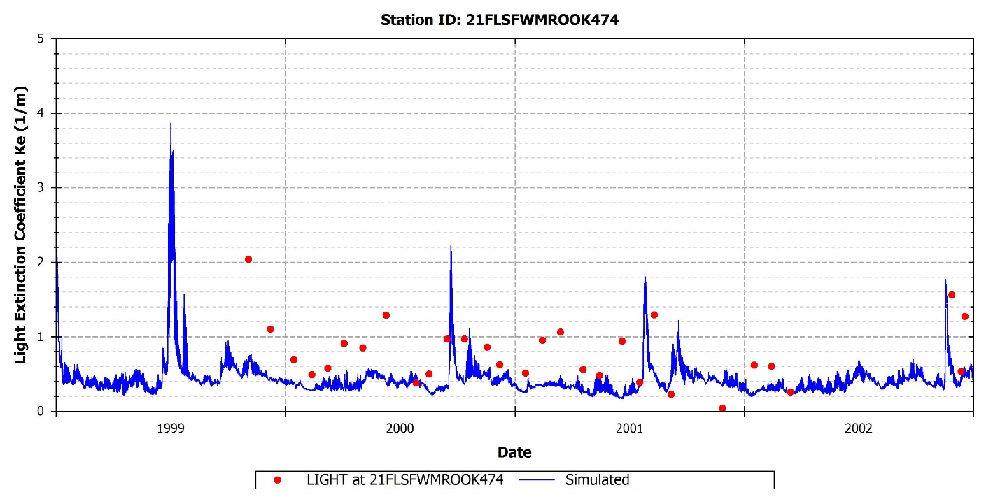 Station ID: 21FLSFWMROOK474
Light Extinction Coefficient Ke (1/m)
5
4
3
2
1
0
1999 2000 2001 2002
Date
LIGHT at 21FLSFWMROOK474 Simulated